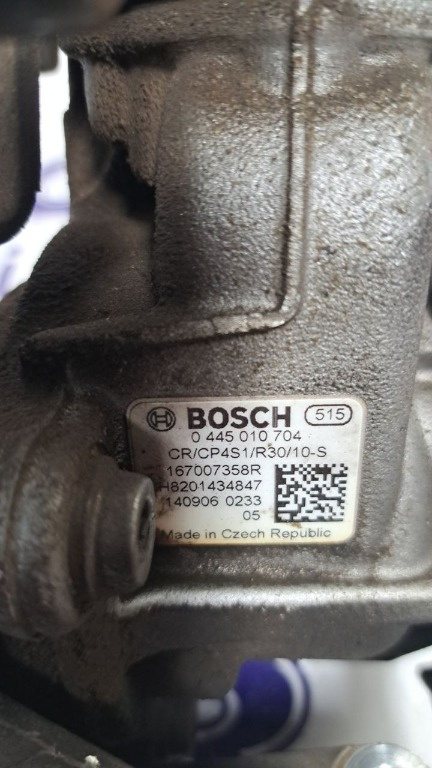 BOSCH 515
0 445 010 704
CR/CP4S1/R30/10-S
167007358R
H8201434847
140906 0233
05
Made in Czech Republic